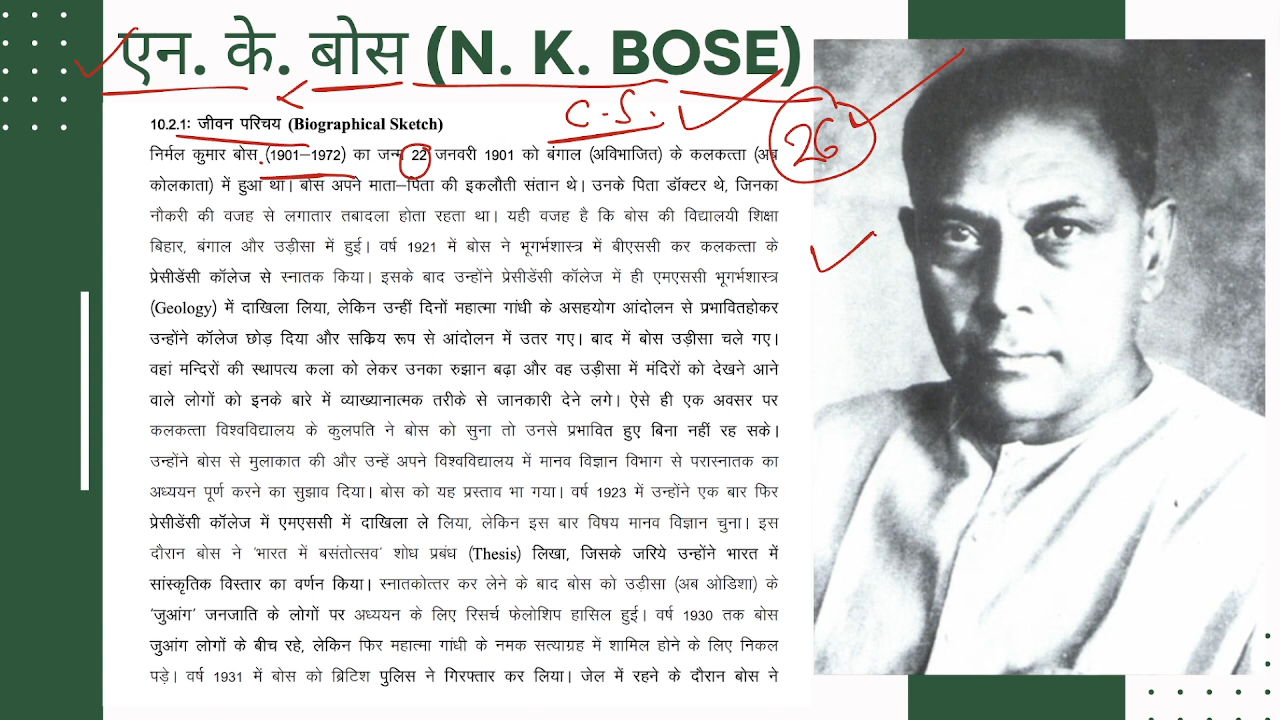 एन. के. बोस (N. K. BOSE)
C.S.
26
10.2.1: जीवन परिचय (Biographical Sketch)
निर्मल कुमार बोस (1901–1972) का जन्म 22 जनवरी 1901 को बंगाल (अविभाजित) के कलकत्ता (अब
कोलकाता) में हुआ था। बोस अपने माता–पिता की इकलौती संतान थे। उनके पिता डॉक्टर थे, जिनका
नौकरी की वजह से लगातार तबादला होता रहता था। यही वजह है कि बोस की विद्यालयी शिक्षा
बिहार, बंगाल और उड़ीसा में हुई। वर्ष 1921 में बोस ने भूगर्भशास्त्र में बीएससी कर कलकत्ता के
प्रेसीडेंसी कॉलेज से स्नातक किया। इसके बाद उन्होंने प्रेसीडेंसी कॉलेज में ही एमएससी भूगर्भशास्त्र
(Geology) में दाखिला लिया, लेकिन उन्हीं दिनों महात्मा गांधी के असहयोग आंदोलन से प्रभावितहोकर
उन्होंने कॉलेज छोड़ दिया और सक्रिय रूप से आंदोलन में उतर गए। बाद में बोस उड़ीसा चले गए।
वहां मन्दिरों की स्थापत्य कला को लेकर उनका रुझान बढ़ा और वह उड़ीसा में मंदिरों को देखने आने
वाले लोगों को इनके बारे में व्याख्यानात्मक तरीके से जानकारी देने लगे। ऐसे ही एक अवसर पर
कलकत्ता विश्वविद्यालय के कुलपति ने बोस को सुना तो उनसे प्रभावित हुए बिना नहीं रह सके।
उन्होंने बोस से मुलाकात की और उन्हें अपने विश्वविद्यालय में मानव विज्ञान विभाग से परास्नातक का
अध्ययन पूर्ण करने का सुझाव दिया। बोस को यह प्रस्ताव भा गया। वर्ष 1923 में उन्होंने एक बार फिर
प्रेसीडेंसी कॉलेज में एमएससी में दाखिला ले लिया, लेकिन इस बार विषय मानव विज्ञान चुना। इस
दौरान बोस ने 'भारत में बसंतोत्सव' शोध प्रबंध (Thesis) लिखा, जिसके जरिये उन्होंने भारत में
सांस्कृतिक विस्तार का वर्णन किया। स्नातकोत्तर कर लेने के बाद बोस को उड़ीसा (अब ओडिशा) के
'जुआंग' जनजाति के लोगों पर अध्ययन के लिए रिसर्च फेलोशिप हासिल हुई। वर्ष 1930 तक बोस
जुआंग लोगों के बीच रहे, लेकिन फिर महात्मा गांधी के नमक सत्याग्रह में शामिल होने के लिए निकल
पड़े। वर्ष 1931 में बोस को ब्रिटिश पुलिस ने गिरफ्तार कर लिया। जेल में रहने के दौरान बोस ने